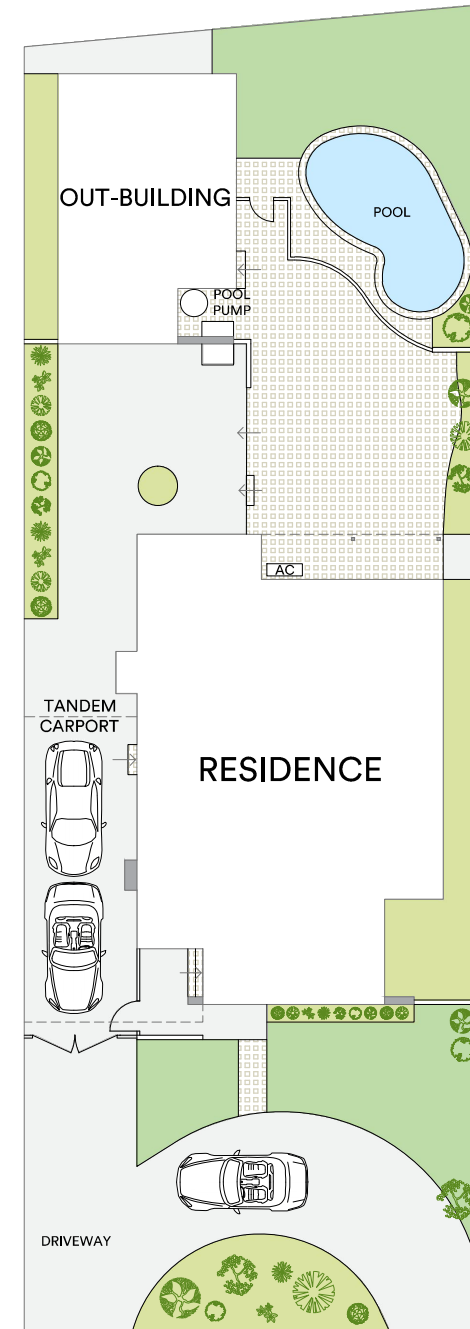 OUT-BUILDING
POOL
POOL
PUMP
AC
TANDEM
CARPORT
RESIDENCE
DRIVEWAY